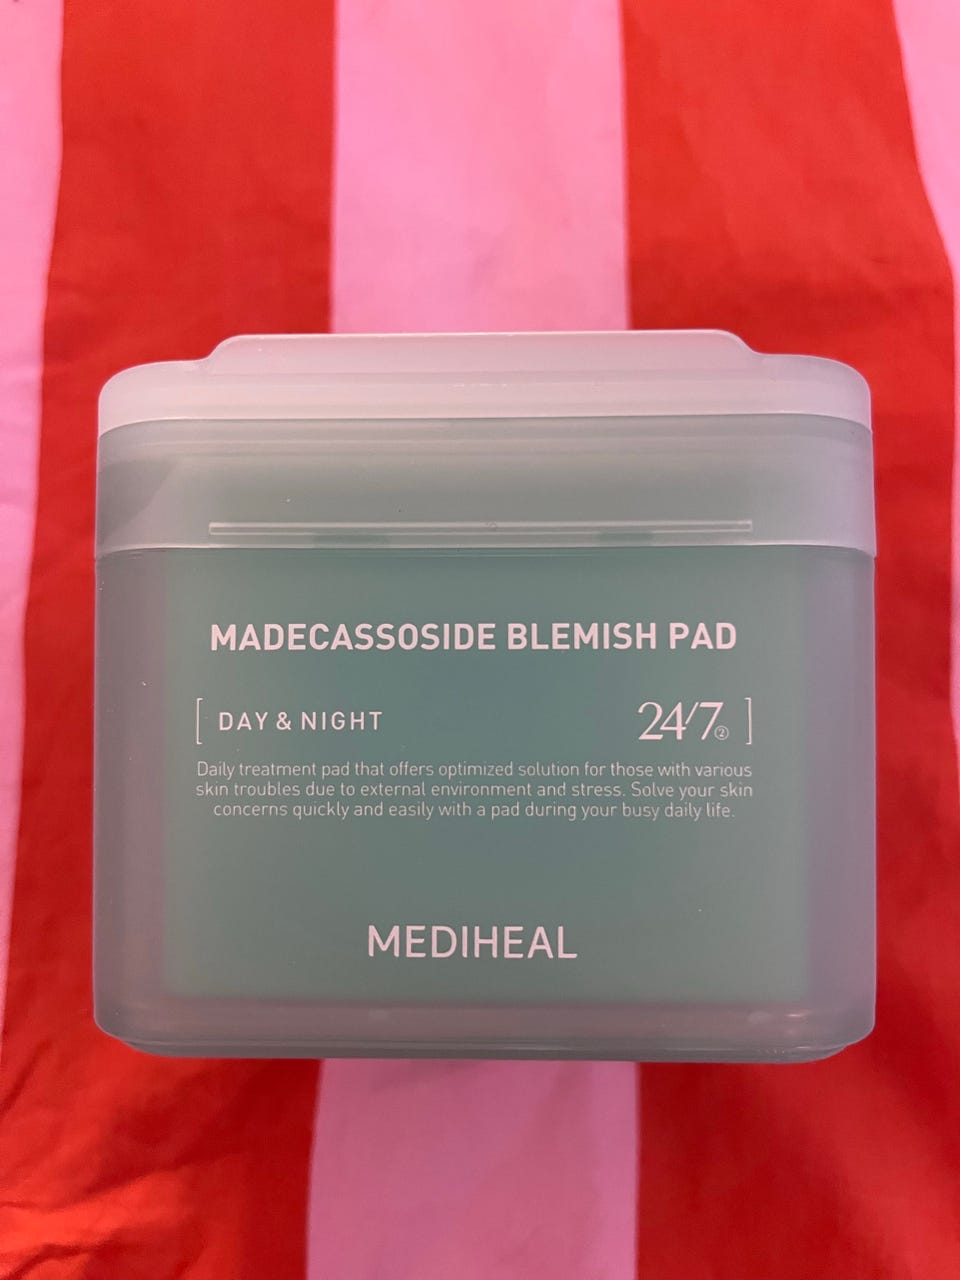 MADECASSOSIDE BLEMISH PAD
[ DAY & NIGHT 24/7② ]
Daily treatment pad that offers optimized solution for those with various
skin troubles due to external environment and stress. Solve your skin
concerns quickly and easily with a pad during your busy daily life.
MEDIHEAL